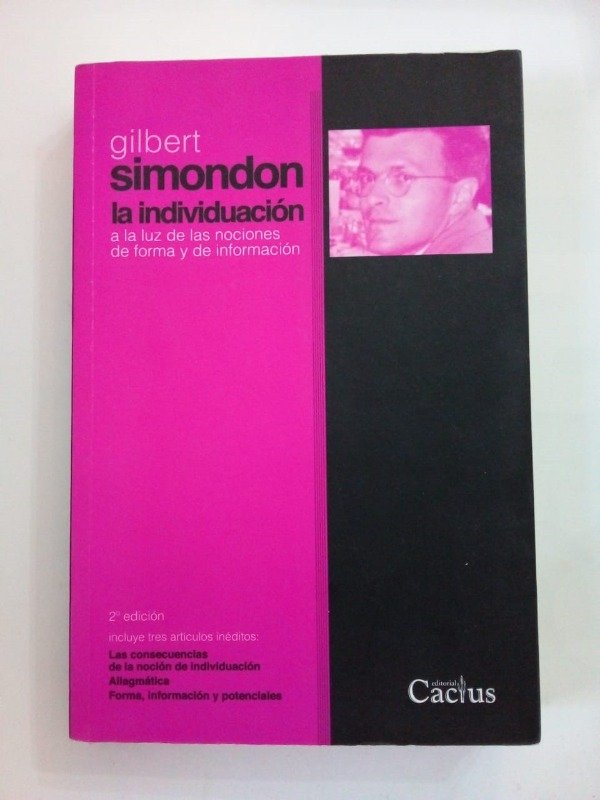 gilbert
simondon
la individuación
a la luz de las nociones
de forma y de información
2º edición
incluye tres artículos inéditos:
Las consecuencias
de la noción de individuación
Allagmática
Forma, información y potenciales
editorial
Cactus